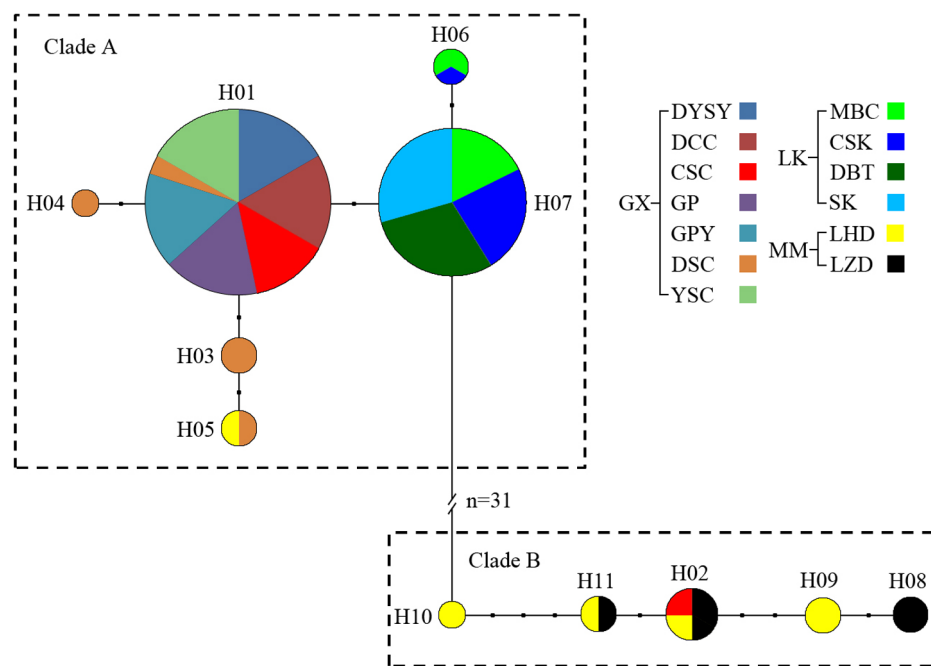 Clade A
H06
H01
H04
H07
H03
H05
n=31
Clade B
H10
H11
H02
H09
H08
GX
DYSY
DCC
CSC
GP
GPY
DSC
YSC
LK
MBC
CSK
DBT
SK
MM
LHD
LZD